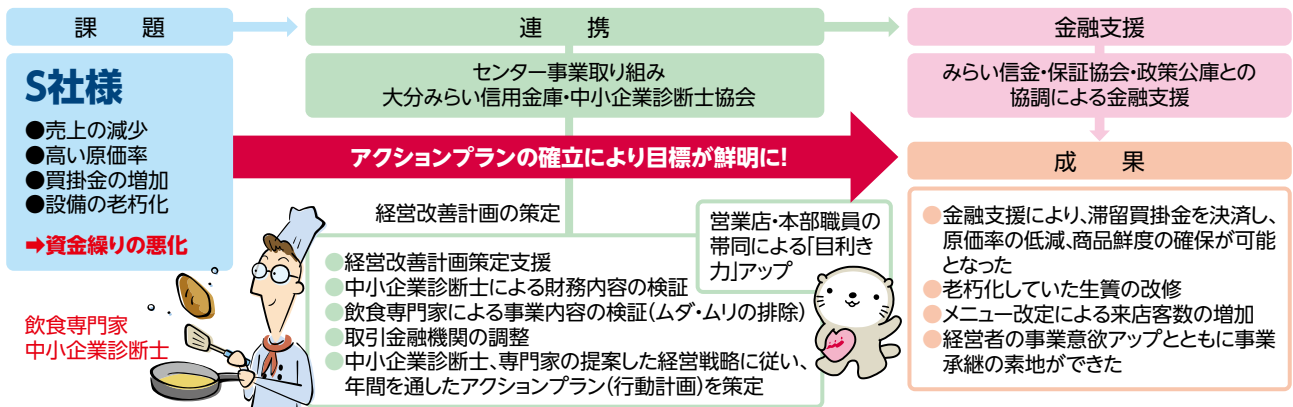 課　題
S社様
●売上の減少
●高い原価率
●買掛金の増加
●設備の老朽化
➡資金繰りの悪化
飲食専門家
中小企業診断士
連　携
センター事業取り組み
大分みらい信用金庫・中小企業診断士協会
アクションプランの確立により目標が鮮明に!
経営改善計画の策定
営業店・本部職員の
帯同による「目利き
力」アップ
●経営改善計画策定支援
●中小企業診断士による財務内容の検証
●飲食専門家による事業内容の検証(ムダ・ムリの排除)
●取引金融機関の調整
●中小企業診断士、専門家の提案した経営戦略に従い、
年間を通したアクションプラン(行動計画)を策定
金融支援
みらい信金・保証協会・政策公庫との
協調による金融支援
成　果
●金融支援により、滞留買掛金を決済し、
原価率の低減、商品鮮度の確保が可能
となった
●老朽化していた生簀の改修
●メニュー改定による来店客数の増加
●経営者の事業意欲アップとともに事業
承継の素地ができた